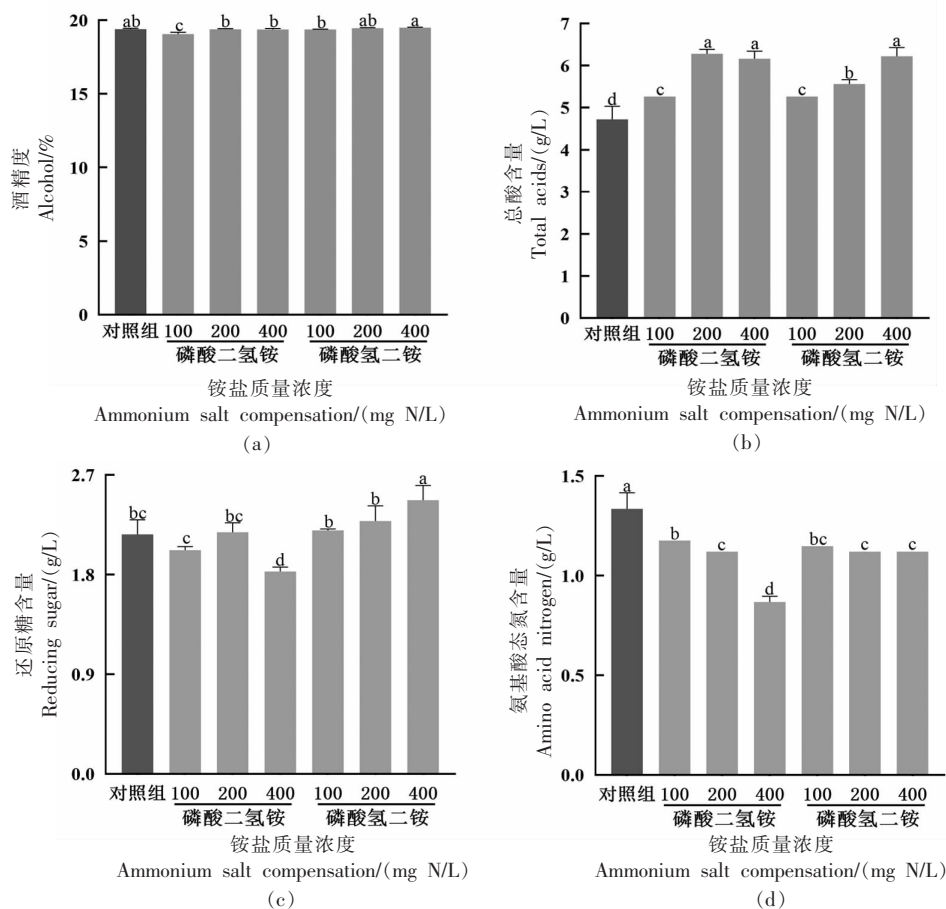 20
15
10
5
0
酒精度
Alcohol/%
ab
c
b
b
b
ab
a
对照组 100 200 400 100 200 400
磷酸二氢铵 磷酸氢二铵
铵盐质量浓度
Ammonium salt compensation/(mg N/L)
(a)
7
6
5
4
3
2
1
0
总酸含量
Total acids/(g/L)
d
c
a
a
c
b
a
对照组 100 200 400 100 200 400
磷酸二氢铵 磷酸氢二铵
铵盐质量浓度
Ammonium salt compensation/(mg N/L)
(b)
2.7
1.8
0.9
0.0
还原糖含量
Reducing sugar/(g/L)
bc
c
bc
d
b
b
a
对照组 100 200 400 100 200 400
磷酸二氢铵 磷酸氢二铵
铵盐质量浓度
Ammonium salt compensation/(mg N/L)
(c)
1.5
1.0
0.5
0.0
氨基酸态氮含量
Amino acid nitrogen/(g/L)
a
b
c
d
bc
c
c
对照组 100 200 400 100 200 400
磷酸二氢铵 磷酸氢二铵
铵盐质量浓度
Ammonium salt compensation/(mg N/L)
(d)